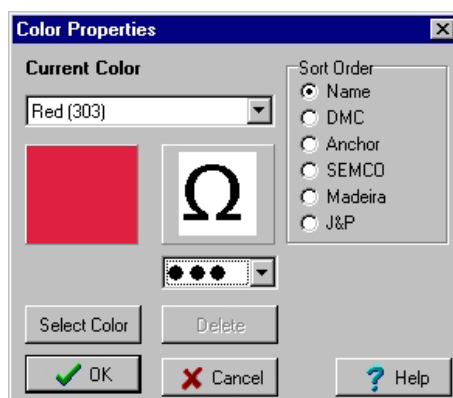 Color Properties
Current Color
Red (303)
Ω
Select Color
Delete
OK
Cancel
Sort Order
Name
DMC
Anchor
SEMCO
Madeira
J&P
Help